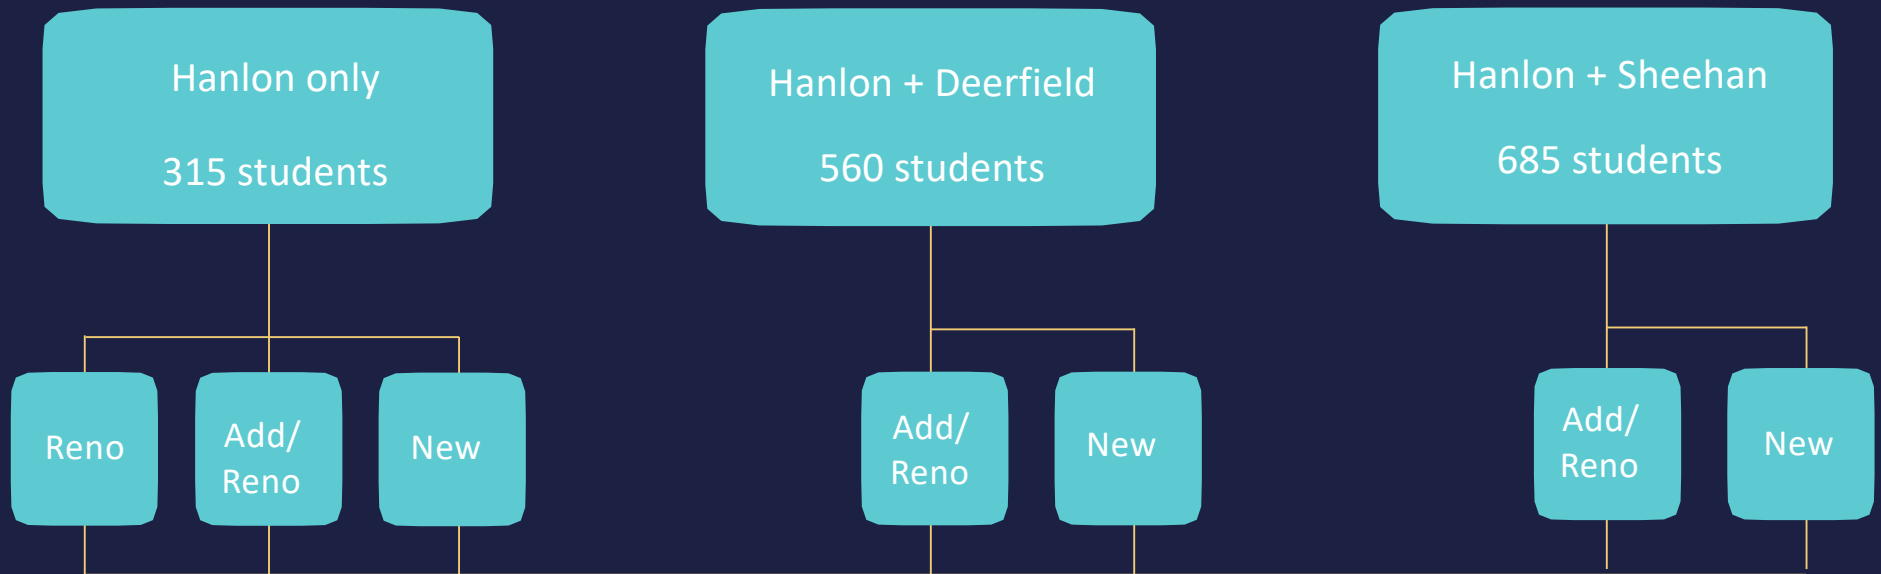 Hanlon only
315 students
Hanlon + Deerfield
560 students
Hanlon + Sheehan
685 students
Reno
Add/
Reno
New
Add/
Reno
New
Add/
Reno
New